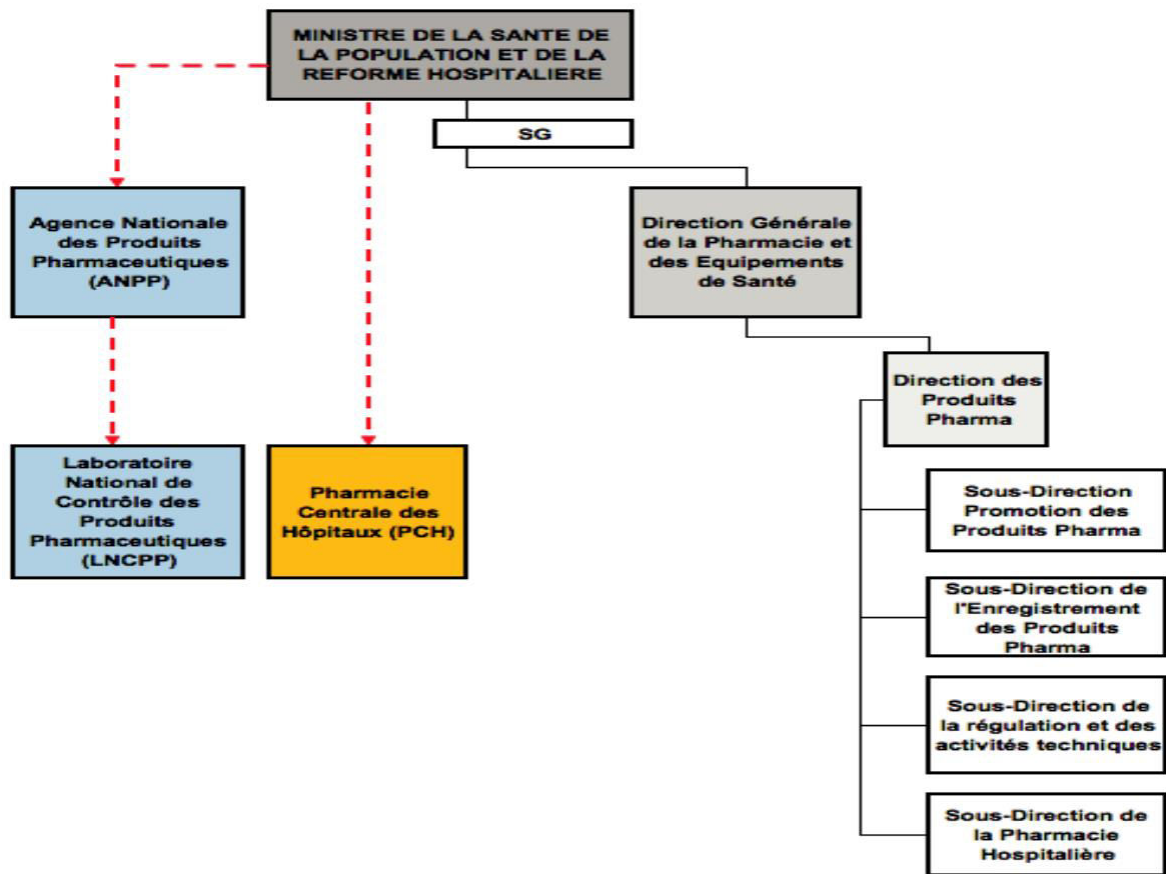 MINISTRE DE LA SANTE DE
LA POPULATION ET DE LA
REFORME HOSPITALIERE
SG
Agence Nationale
des Produits
Pharmaceutiques
(ANPP)
Direction Générale
de la Pharmacie et
des Equipements
de Santé
Direction des
Produits
Pharma
Laboratoire
National de
Contrôle des
Produits
Pharmaceutiques
(LNCPP)
Pharmacie
Centrale des
Hôpitaux (PCH)
Sous-Direction
Promotion des
Produits Pharma
Sous-Direction de
l'Enregistrement
des Produits
Pharma
Sous-Direction de
la régulation et des
activités techniques
Sous-Direction de
la Pharmacie
Hospitalière